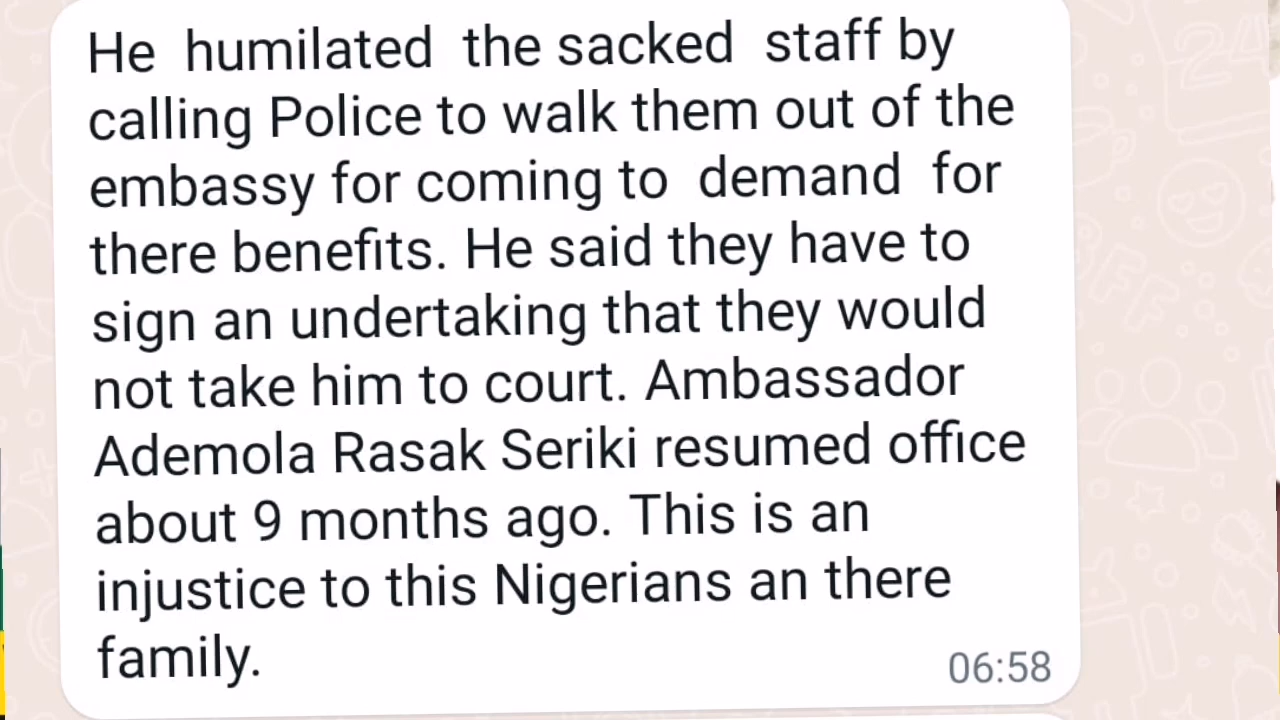 He humilated the sacked staff by
calling Police to walk them out of the
embassy for coming to demand for
there benefits. He said they have to
sign an undertaking that they would
not take him to court. Ambassador
Ademola Rasak Seriki resumed office
about 9 months ago. This is an
injustice to this Nigerians an there
family.
06:58